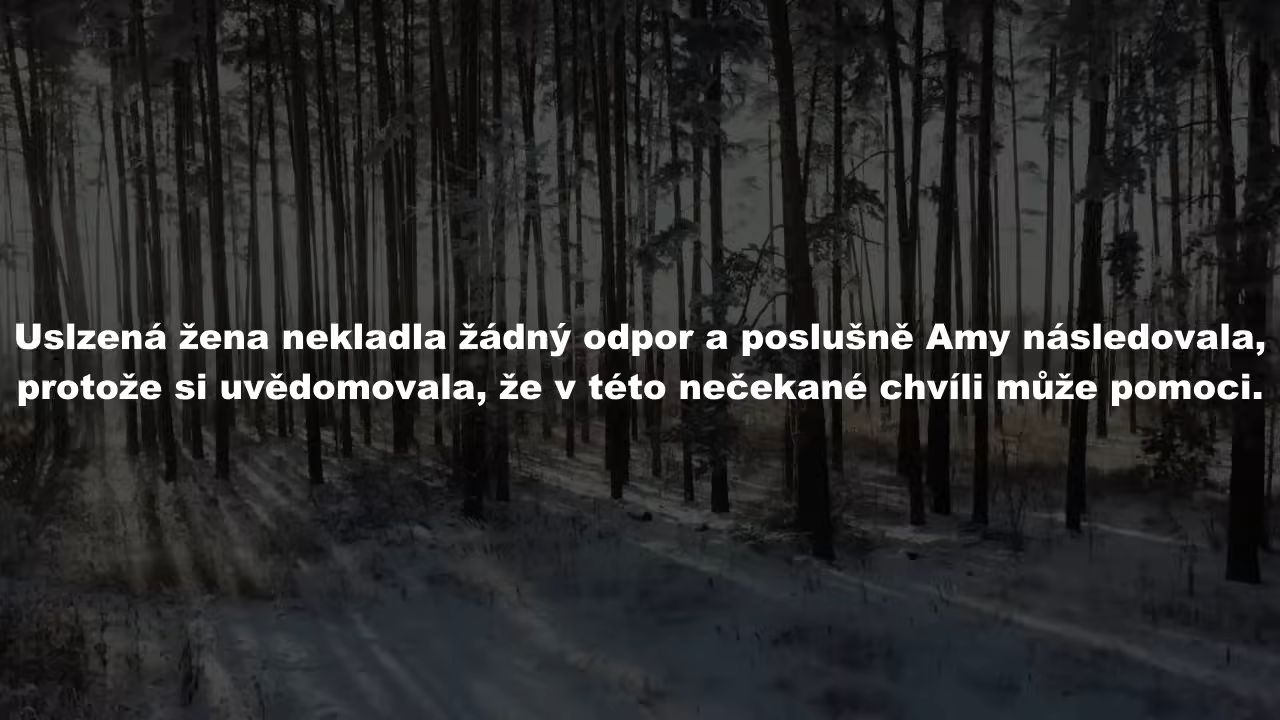 Uslzená žena nekladla žádný odpor a poslušně Amy následovala,
protože si uvědomovala, že v této nečekané chvíli může pomoci.